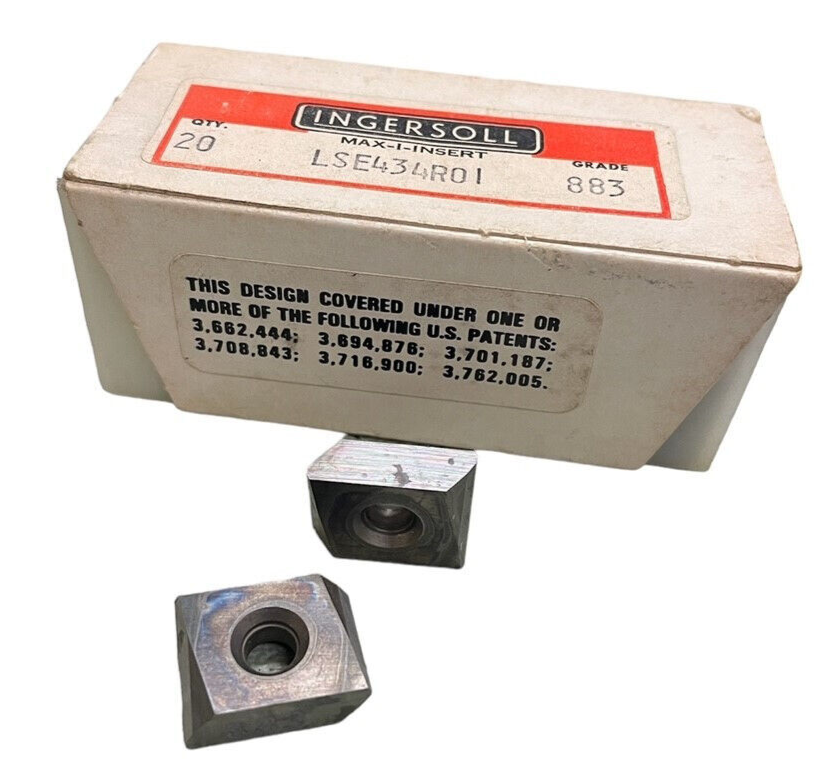 INGERSOLL
MAX-I-INSERT
QTY.
20
LSE434R01
GRADE
883
THIS DESIGN COVERED UNDER ONE OR
MORE OF THE FOLLOWING U.S. PATENTS:
3,662,444; 3,694,876; 3,701,187;
3,708,843; 3,716,900; 3,762,005.